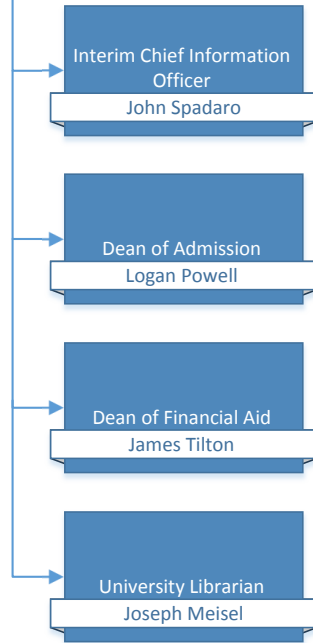 Interim Chief Information
Officer
John Spadaro
Dean of Admission
Logan Powell
Dean of Financial Aid
James Tilton
University Librarian
Joseph Meisel